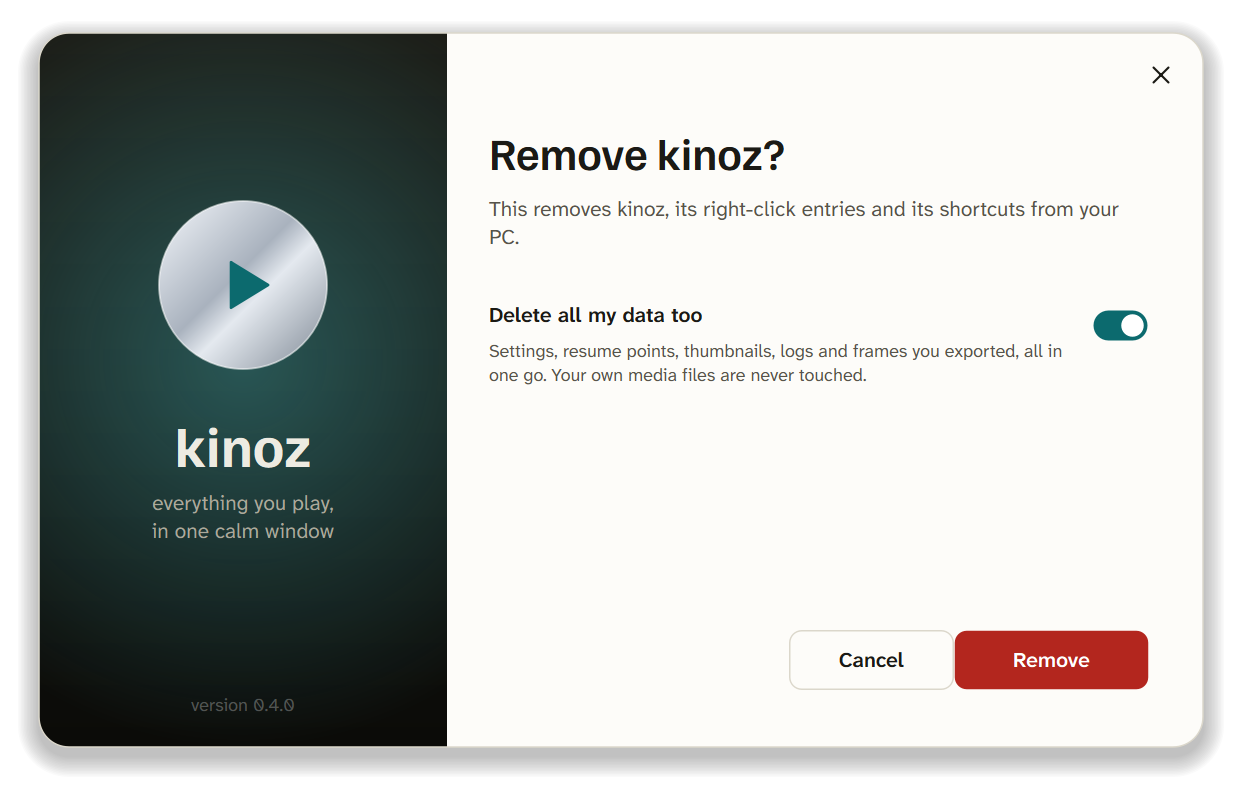 kinoz
everything you play,
in one calm window
version 0.4.0
Remove kinoz?
This removes kinoz, its right-click entries and its shortcuts from your
PC.
Delete all my data too
Settings, resume points, thumbnails, logs and frames you exported, all in
one go. Your own media files are never touched.
Cancel
Remove